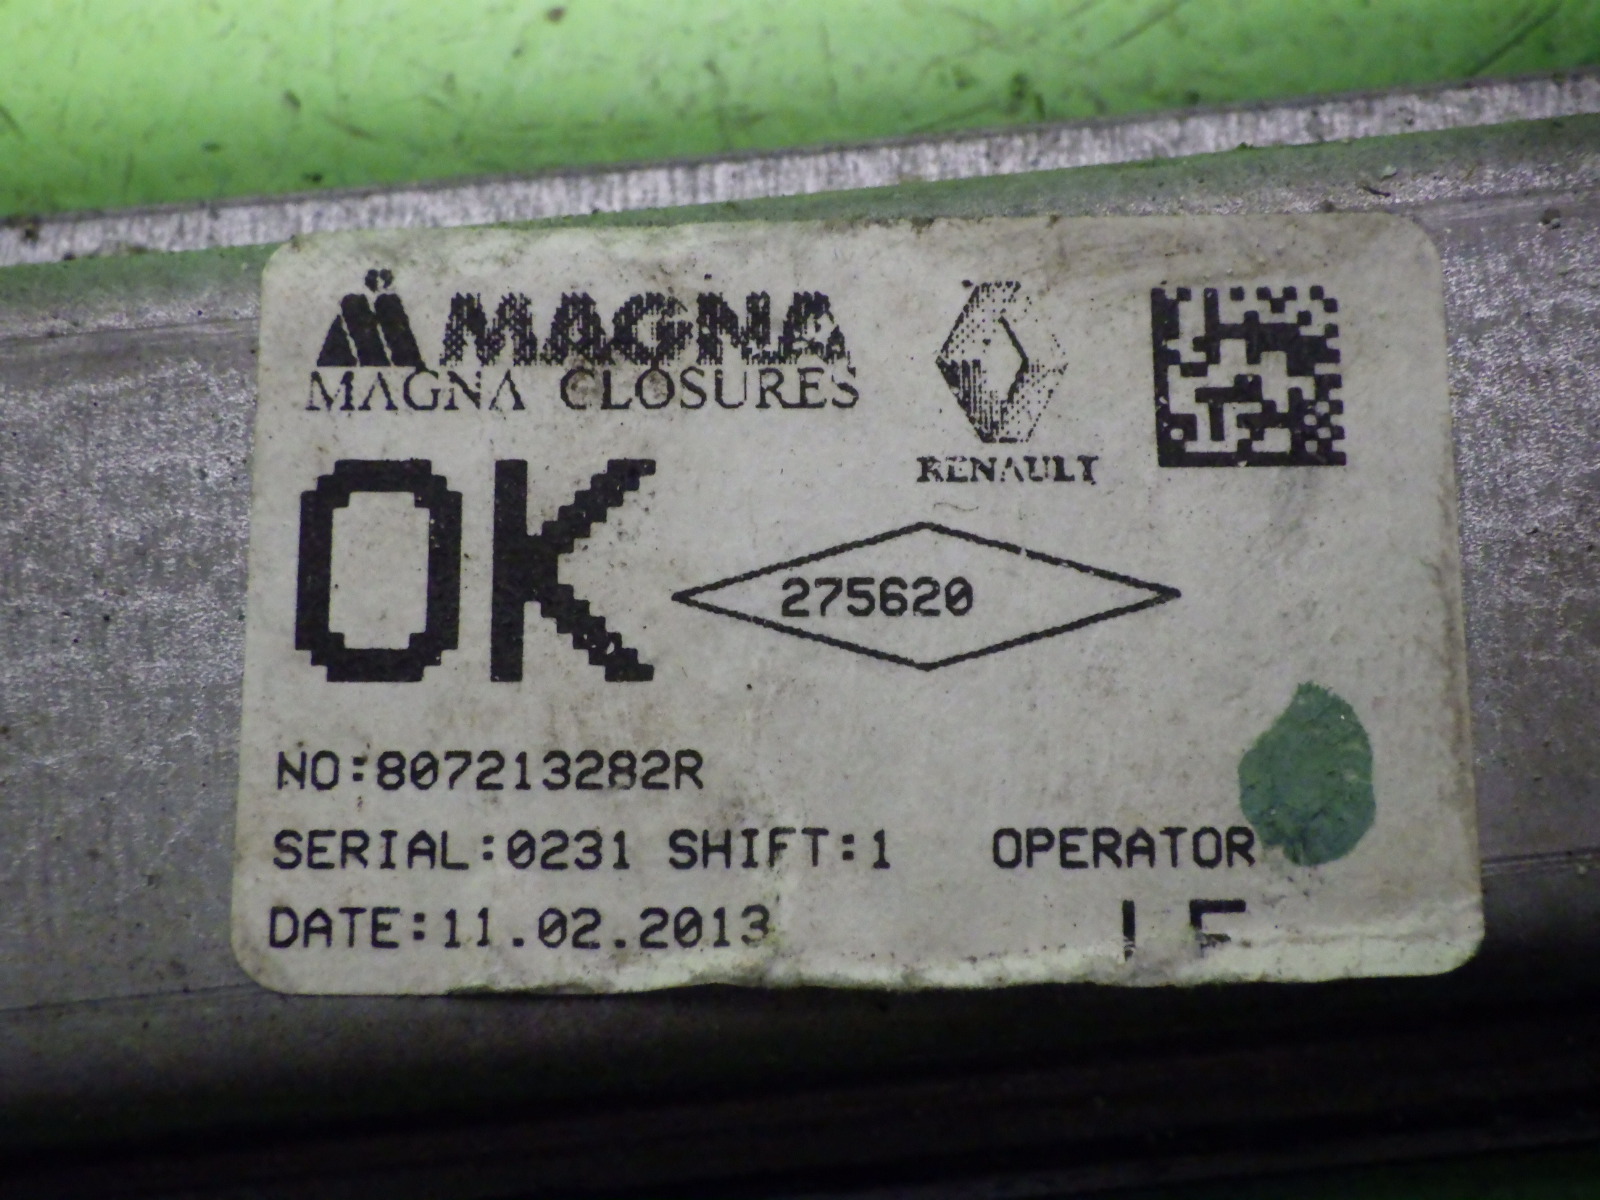 MAGNA
MAGNA CLOSURES
RENAULT
OK
275620
NO:807213282R
SERIAL:0231 SHIFT:1 OPERATOR
DATE:11.02.2013